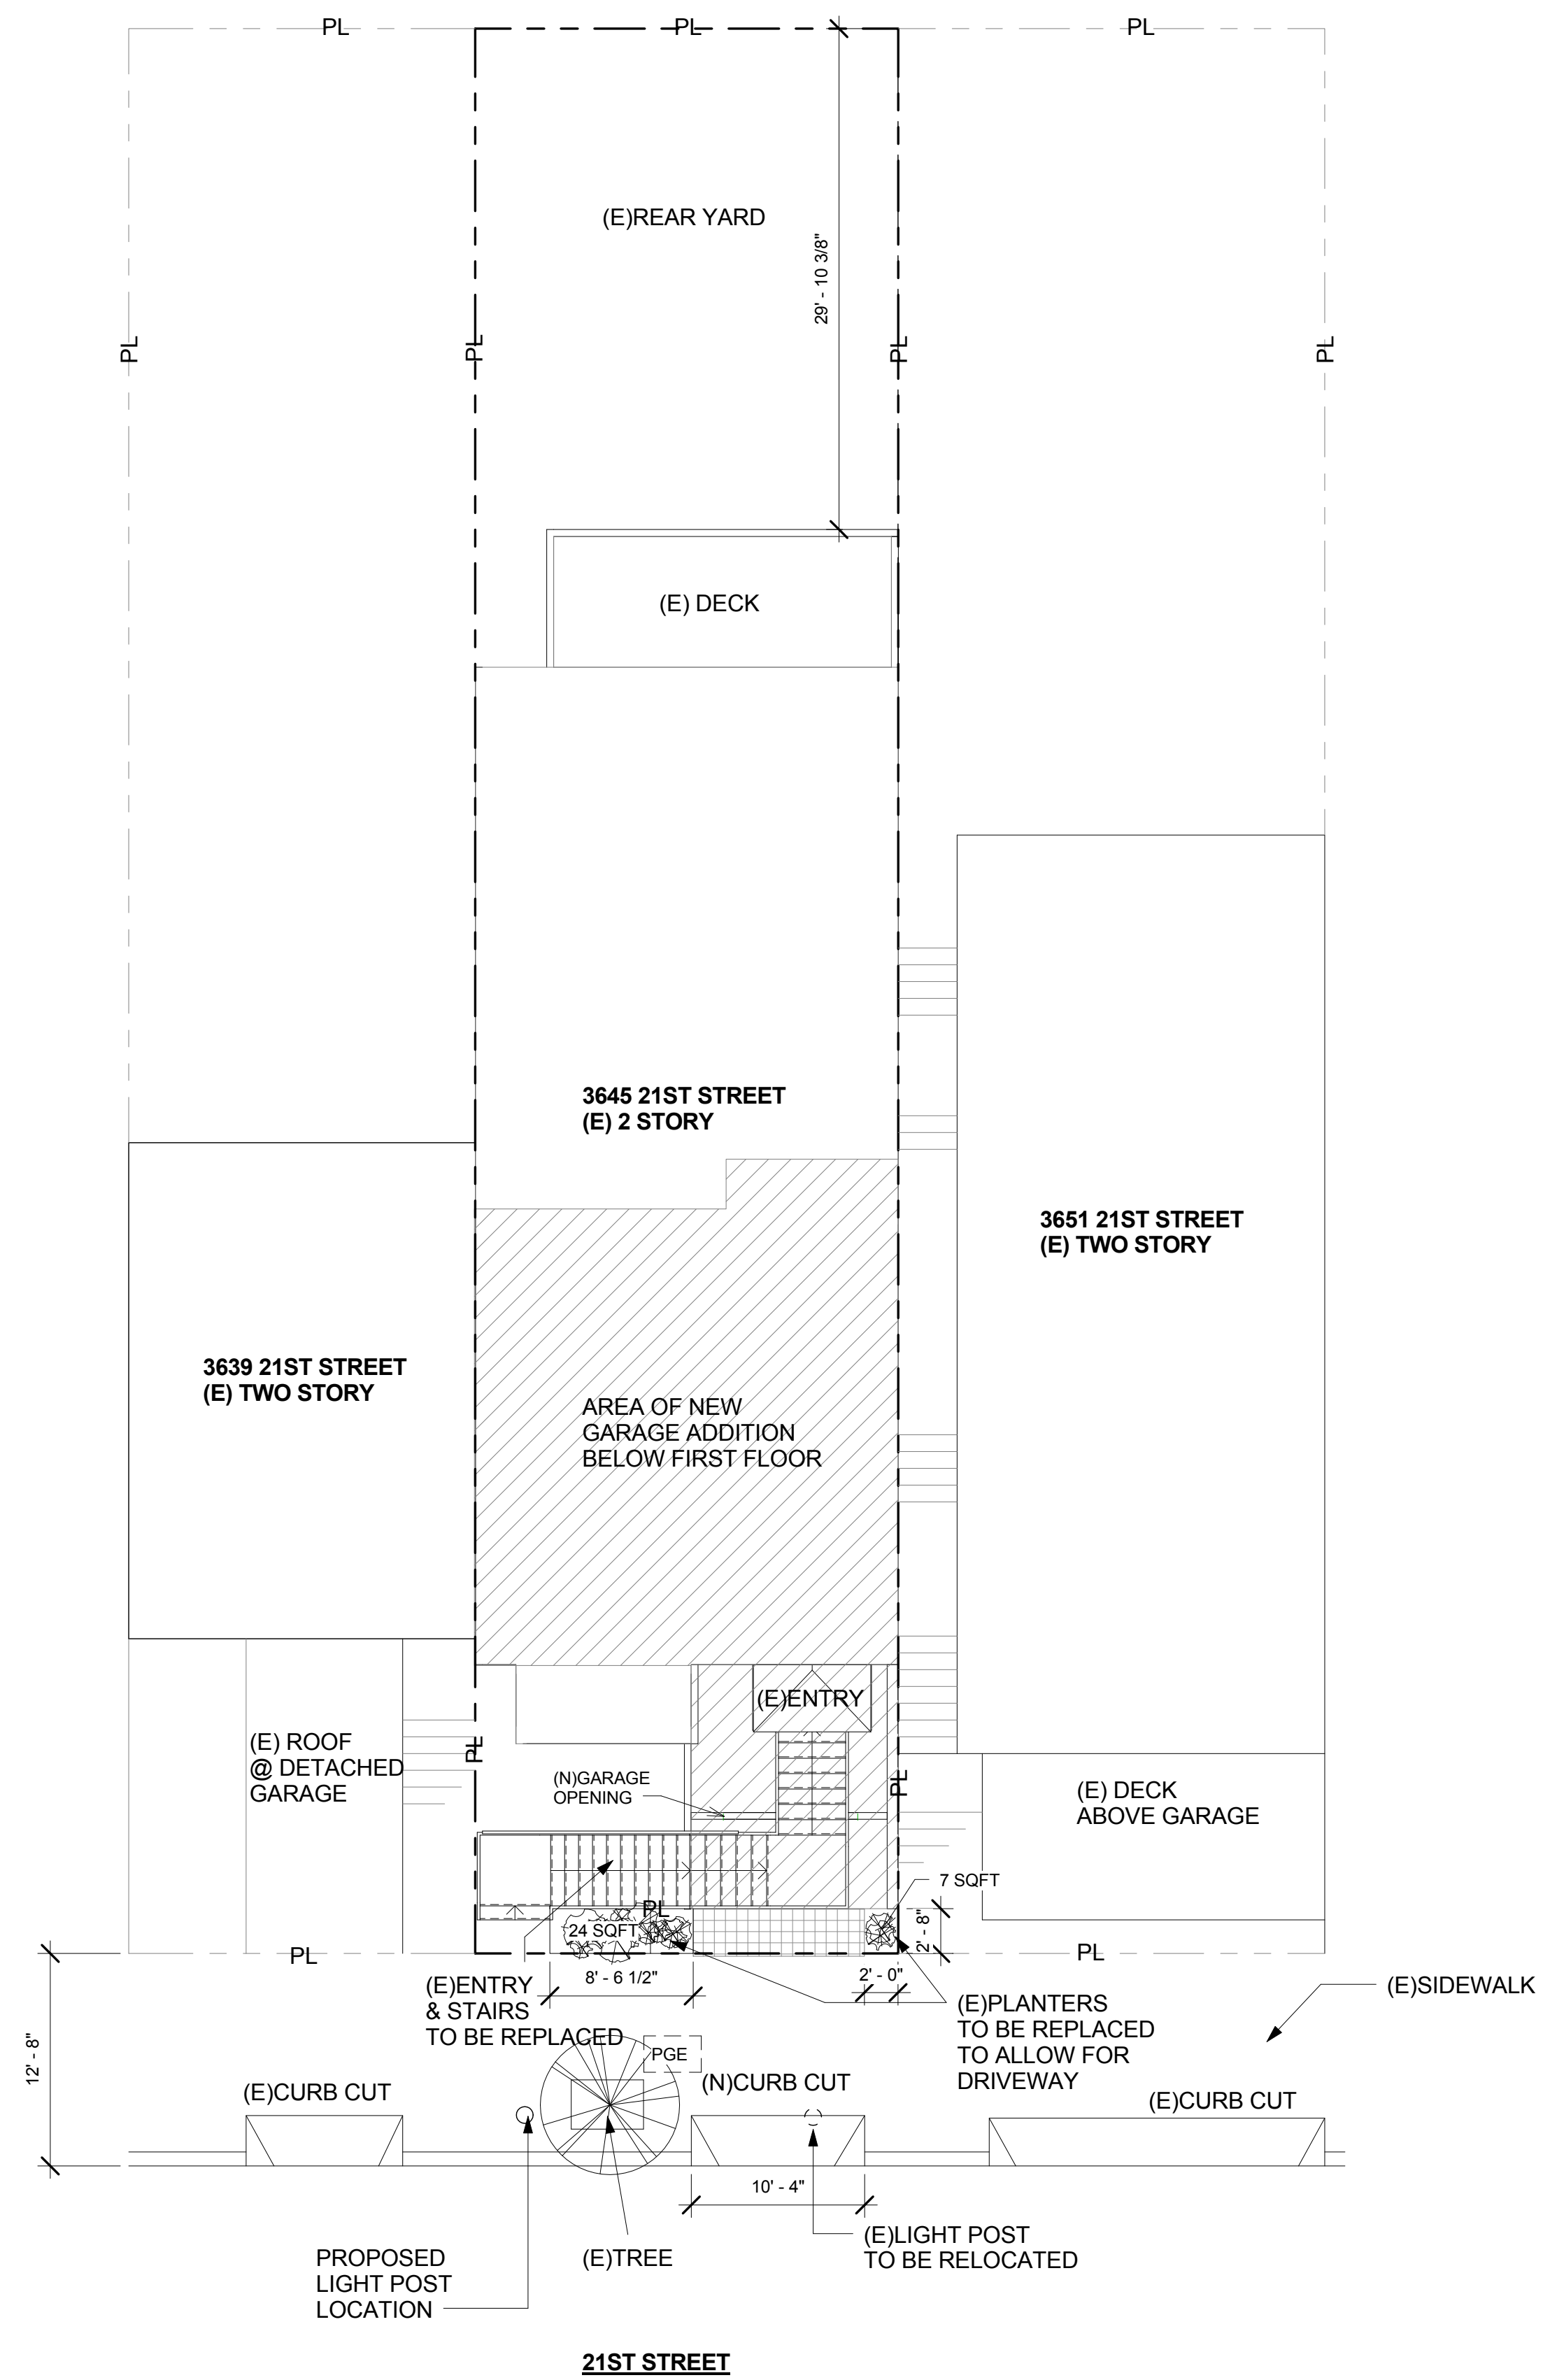 PL
PL
PL
(E)REAR YARD
29' - 10 3/8"
PL
PL
PL
PL
(E) DECK
3645 21ST STREET
(E) 2 STORY
3651 21ST STREET
(E) TWO STORY
3639 21ST STREET
(E) TWO STORY
AREA OF NEW
GARAGE ADDITION
BELOW FIRST FLOOR
(E)ENTRY
(E) ROOF
@ DETACHED
GARAGE
PL
(N)GARAGE
OPENING
PL
(E) DECK
ABOVE GARAGE
7 SQFT
PL
24 SQFT
2' - 8"
PL
PL
8' - 6 1/2"
2' - 0"
(E)ENTRY
& STAIRS
TO BE REPLACED
(E)PLANTERS
TO BE REPLACED
TO ALLOW FOR
DRIVEWAY
(E)SIDEWALK
12' - 8"
PGE
(E)CURB CUT
(N)CURB CUT
(E)CURB CUT
10' - 4"
PROPOSED
LIGHT POST
LOCATION
(E)TREE
(E)LIGHT POST
TO BE RELOCATED
21ST STREET